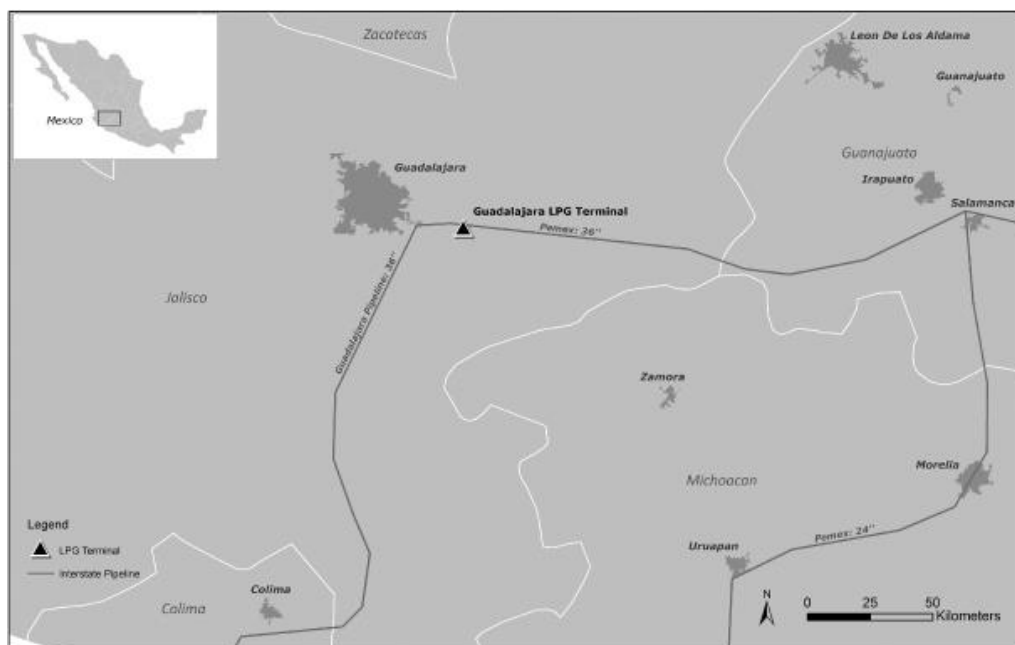 Mexico
Zacatecas
Leon De Los Aldama
Guanajuato
Guanajuato
Irapuato
Salamanca
Guadalajara
Guadalajara LPG Terminal
Pemex: 36"
Guadalajara Pipeline: 36"
Jalisco
Zamora
Michoacan
Morelia
Pemex: 24"
Uruapan
Legend
LPG Terminal
Interstate Pipeline
Colima
Colima
N
0 25 50
Kilometers